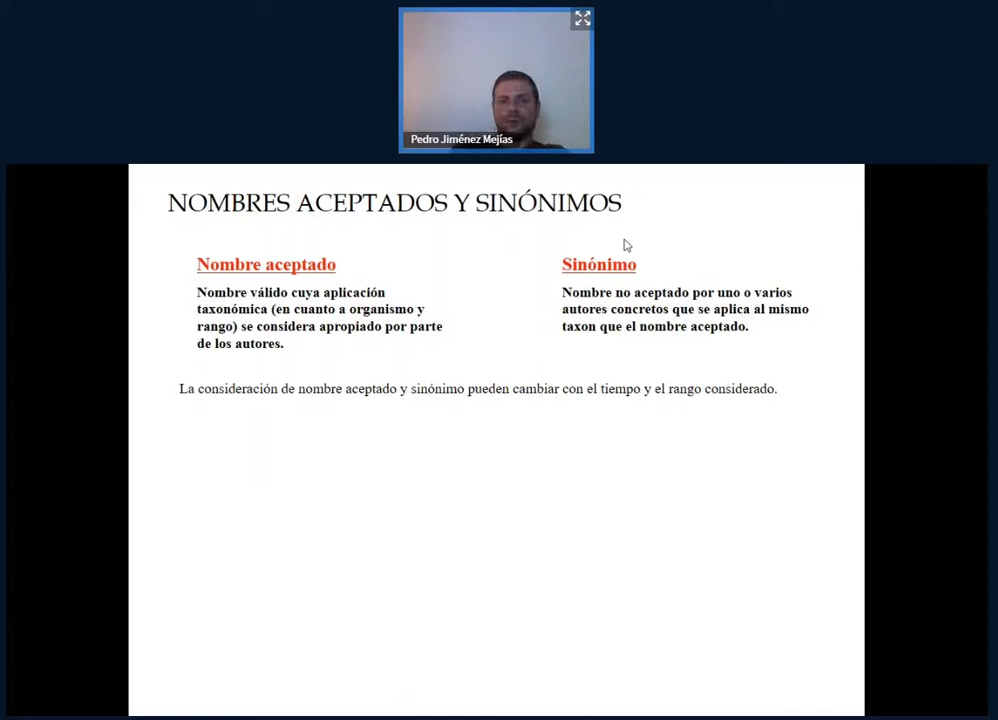 Pedro Jiménez Mejías
NOMBRES ACEPTADOS Y SINÓNIMOS
Nombre aceptado
Nombre válido cuya aplicación
taxonómica (en cuanto a organismo y
rango) se considera apropiado por parte
de los autores.
Sinónimo
Nombre no aceptado por uno o varios
autores concretos que se aplica al mismo
taxon que el nombre aceptado.
La consideración de nombre aceptado y sinónimo pueden cambiar con el tiempo y el rango considerado.